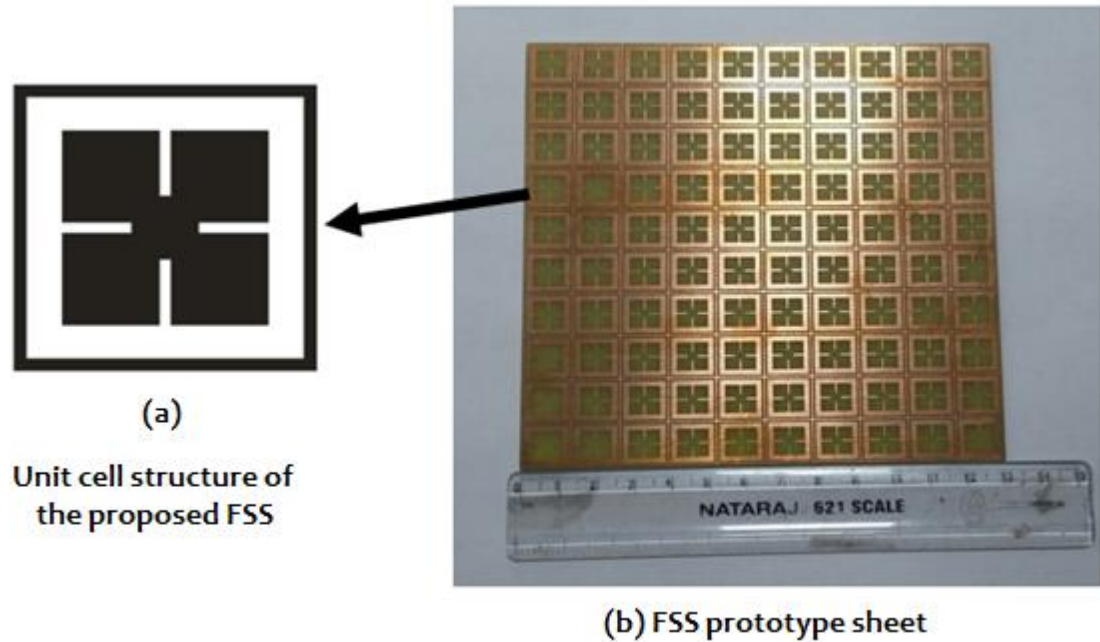 (a)
Unit cell structure of
the proposed FSS
NATARAJ 621 SCALE
(b) FSS prototype sheet